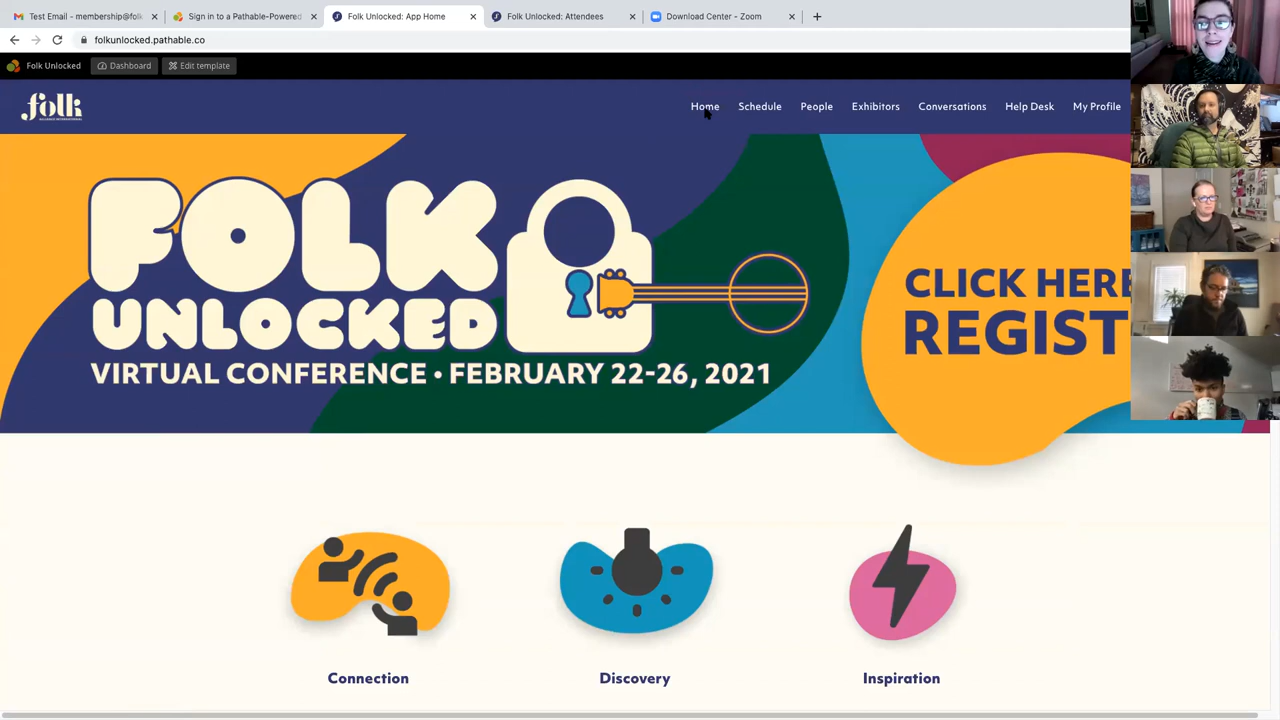 Test Email - membership@folk
Sign in to a Pathable-Powered
Folk Unlocked: App Home
Folk Unlocked: Attendees
Download Center - Zoom
folkunlocked.pathable.co
Folk Unlocked
Dashboard
Edit template
folk
ALLIANCE INTERNATIONAL
Home
Schedule
People
Exhibitors
Conversations
Help Desk
My Profile
FOLK
UNLOCKED
VIRTUAL CONFERENCE • FEBRUARY 22-26, 2021
CLICK HERE
REGIST
Connection
Discovery
Inspiration